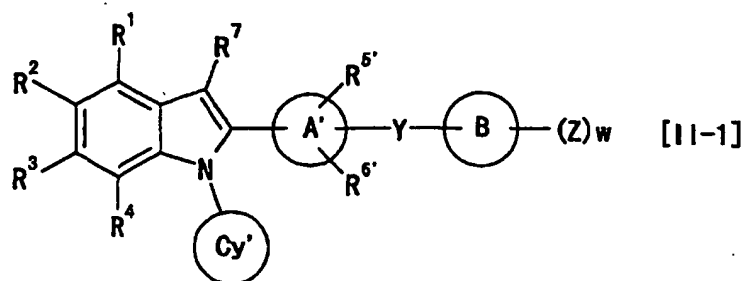 R¹ R⁷
R² R⁵'
A' Y B (Z)w [II-1]
R³ N R⁶'
R⁴
Cy'